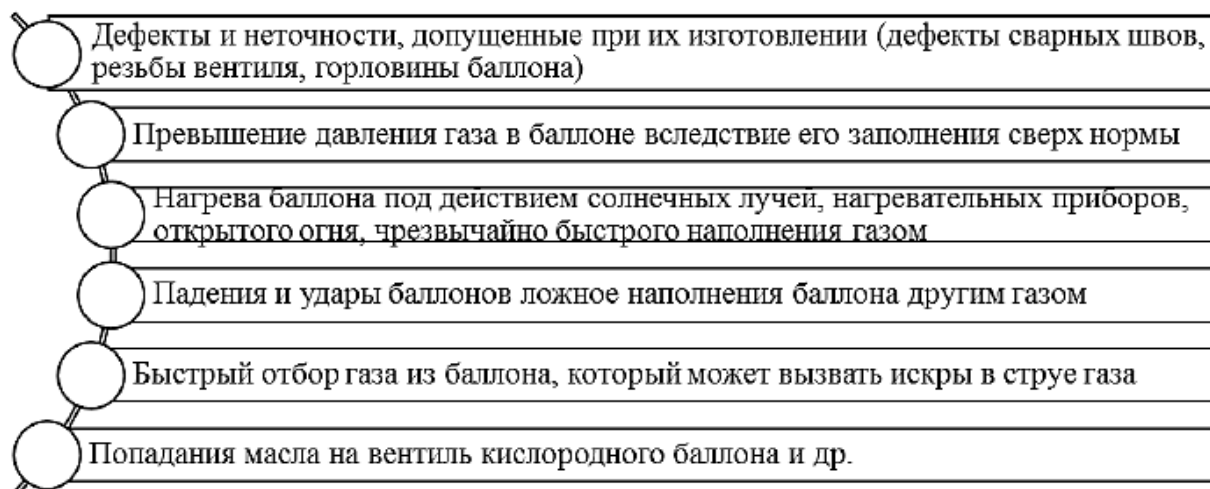 Дефекты и неточности, допущенные при их изготовлении (дефекты сварных швов,
резьбы вентиля, горловины баллона)
Превышение давления газа в баллоне вследствие его заполнения сверх нормы
Нагрева баллона под действием солнечных лучей, нагревательных приборов,
открытого огня, чрезвычайно быстрого наполнения газом
Падения и удары баллонов ложное наполнения баллона другим газом
Быстрый отбор газа из баллона, который может вызвать искры в струе газа
Попадания масла на вентиль кислородного баллона и др.